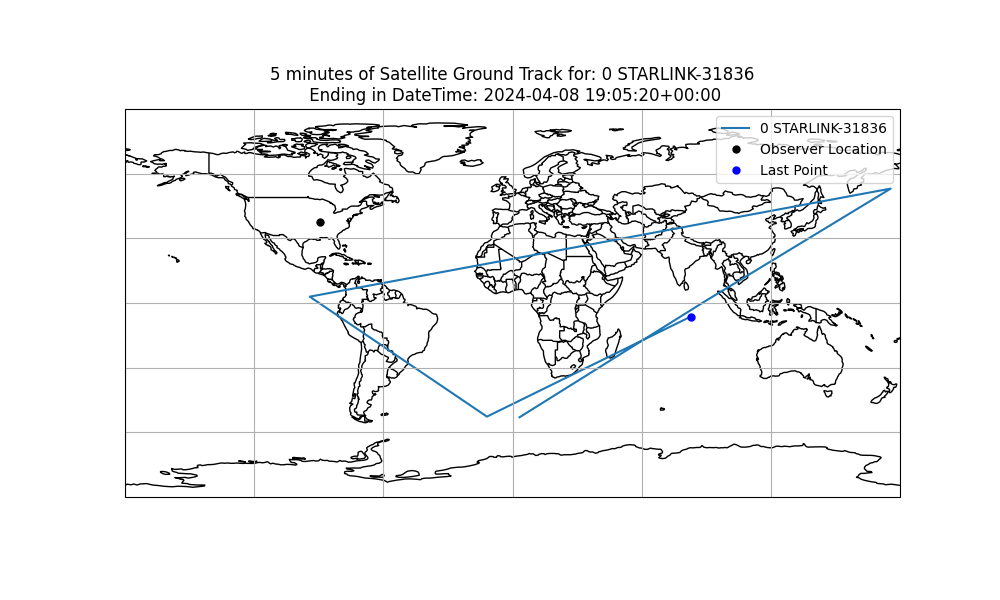 5 minutes of Satellite Ground Track for: 0 STARLINK-31836
Ending in DateTime: 2024-04-08 19:05:20+00:00
0 STARLINK-31836
Observer Location
Last Point